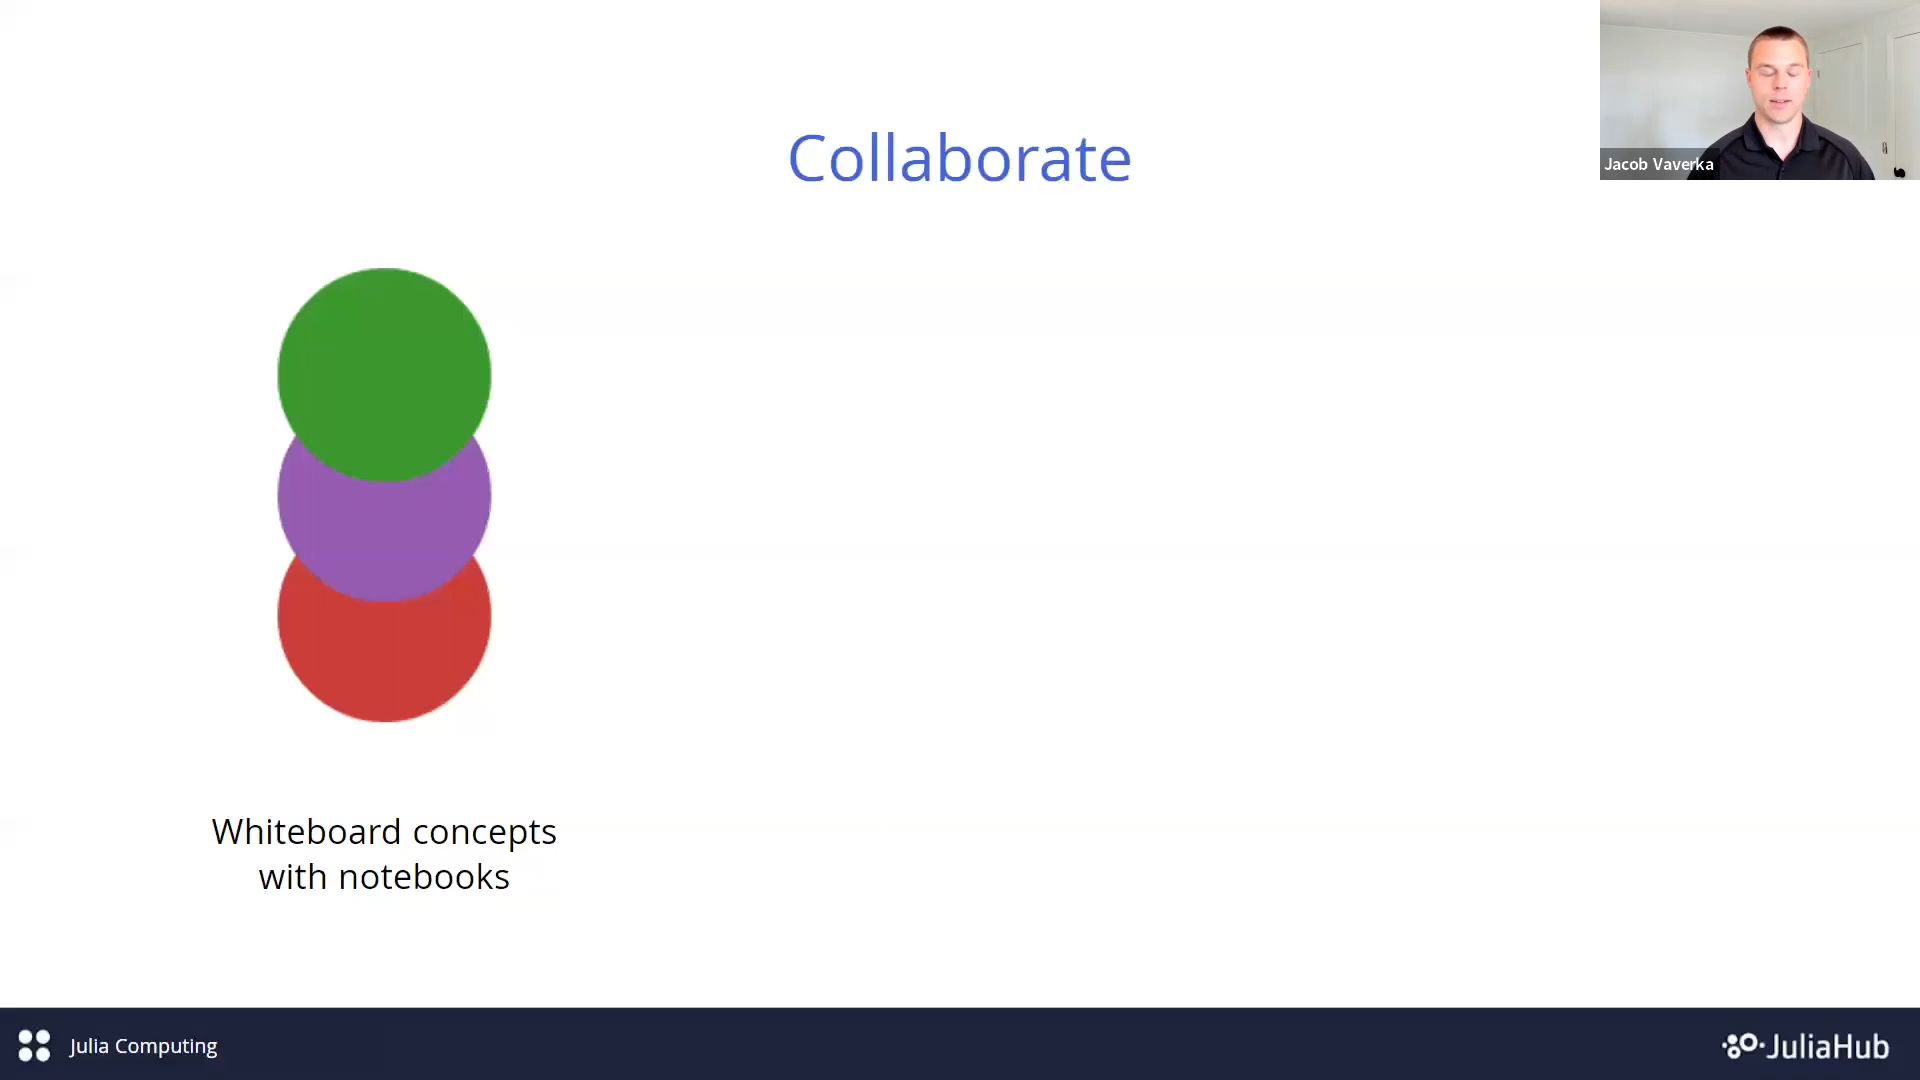 Collaborate
Jacob Vaverka
Whiteboard concepts
with notebooks
Julia Computing
JuliaHub